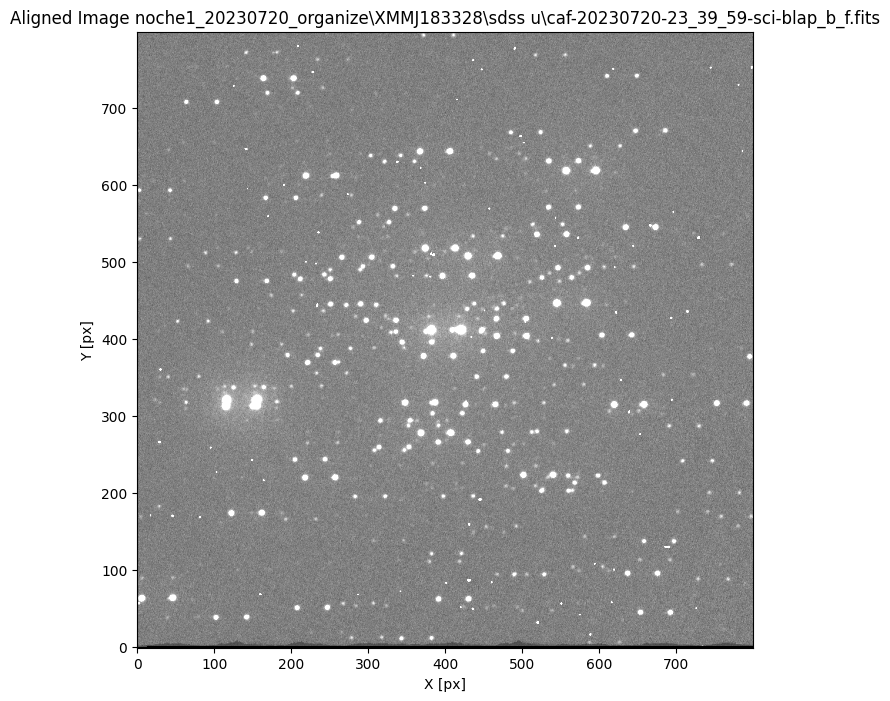 Aligned Image noche1_20230720_organize\XMMJ183328\sdss u\caf-20230720-23_39_59-sci-blap_b_f.fits
700
600
500
400
300
200
100
0
Y [px]
0 100 200 300 400 500 600 700
X [px]